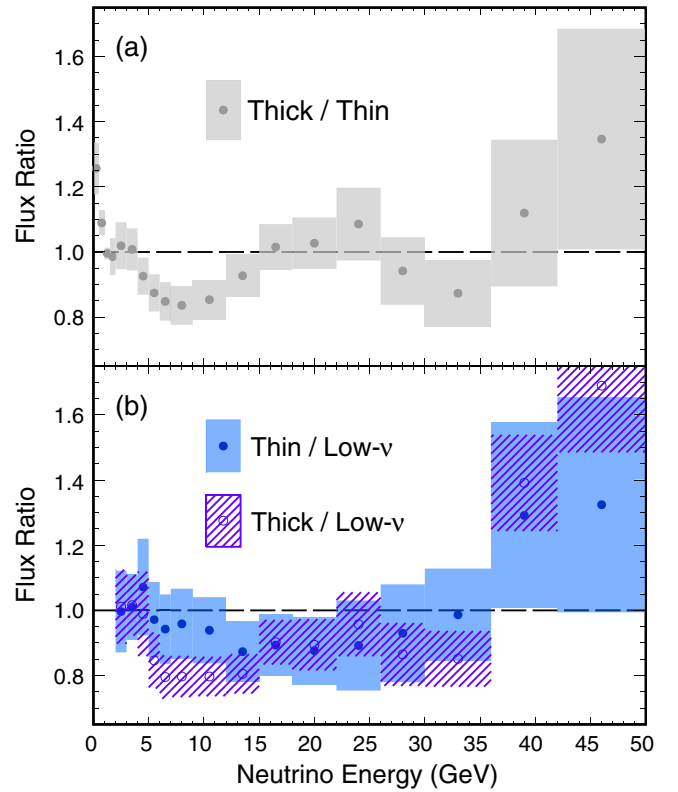 (a)
Thick / Thin
Flux Ratio
1.6
1.4
1.2
1.0
0.8
(b)
Thin / Low-ν
Thick / Low-ν
Flux Ratio
1.6
1.4
1.2
1.0
0.8
0 5 10 15 20 25 30 35 40 45 50
Neutrino Energy (GeV)